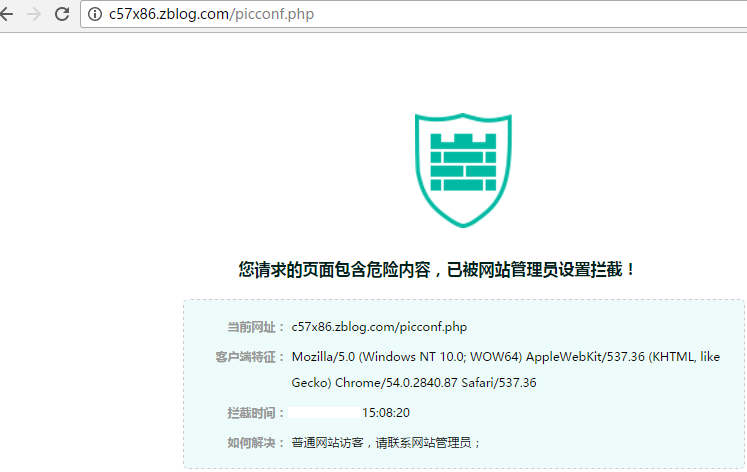 c57x86.zblog.com/picconf.php
您请求的页面包含危险内容，已被网站管理员设置拦截！
当前网址： c57x86.zblog.com/picconf.php
客户端特征： Mozilla/5.0 (Windows NT 10.0; WOW64) AppleWebKit/537.36 (KHTML, like
Gecko) Chrome/54.0.2840.87 Safari/537.36
拦截时间： 15:08:20
如何解决： 普通网站访客，请联系网站管理员；